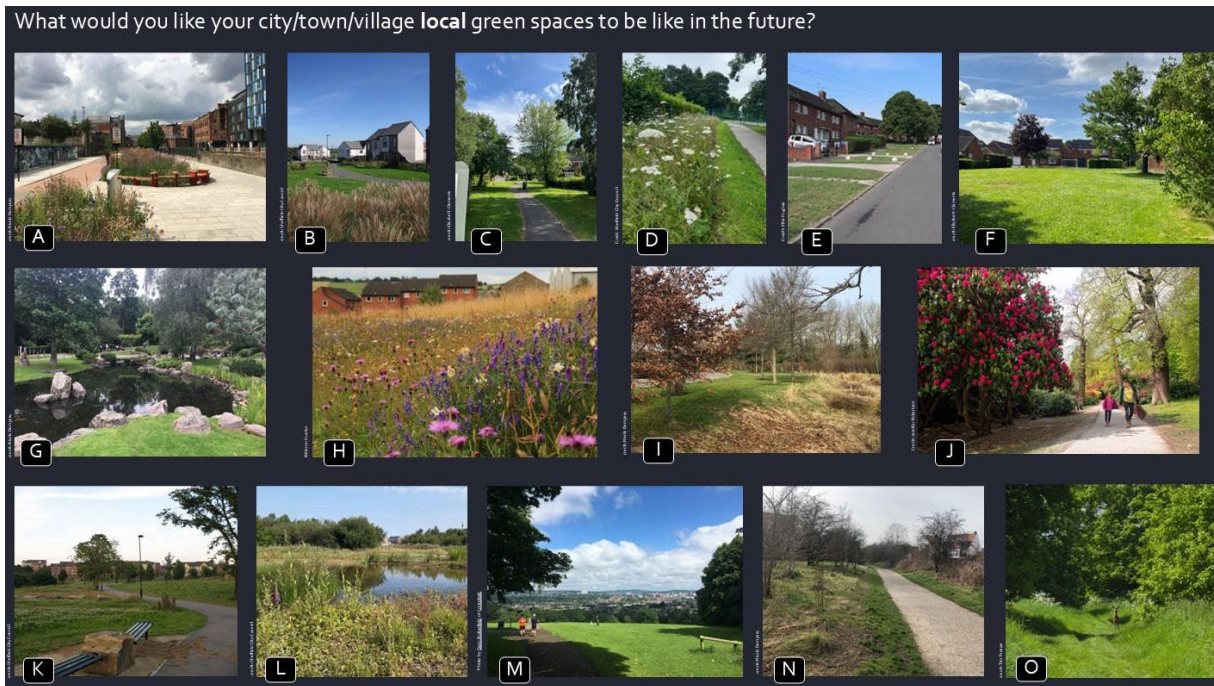 What would you like your city/town/village local green spaces to be like in the future?
A
B
C
D
E
F
G
H
I
J
K
L
M
N
O